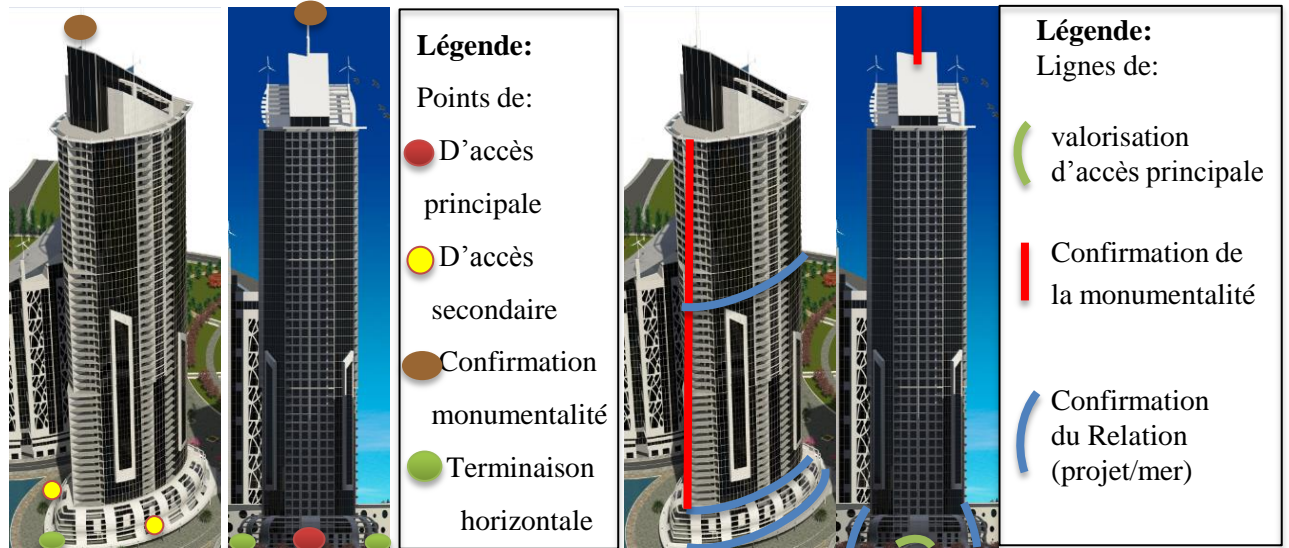 Légende:
Points de:
D’accès
principale
D’accès
secondaire
Confirmation
monumentalité
Terminaison
horizontale
Légende:
Lignes de:
valorisation
d’accès principale
Confirmation de
la monumentalité
Confirmation
du Relation
(projet/mer)